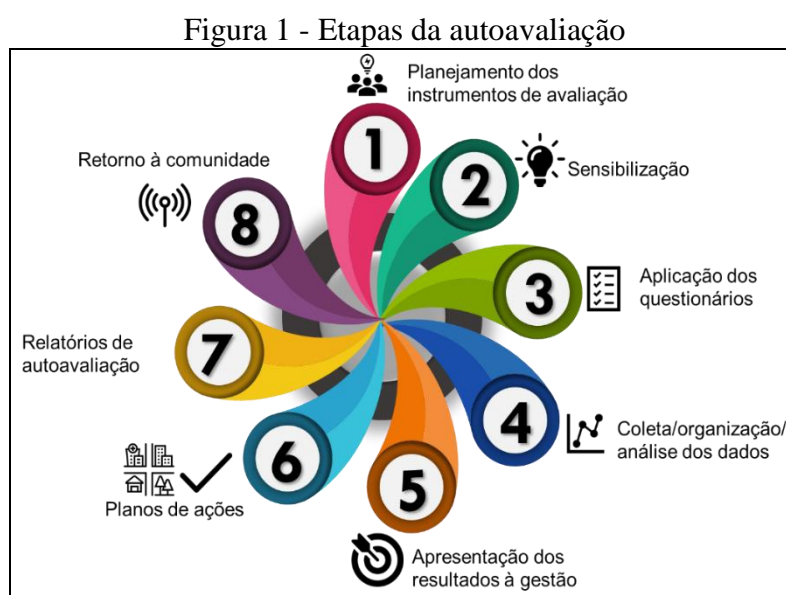 Figura 1 - Etapas da autoavaliação
1
Planejamento dos
instrumentos de avaliação
2
Sensibilização
3
Aplicação dos
questionários
4
Coleta/organização/
análise dos dados
5
Apresentação dos
resultados à gestão
6
Planos de ações
7
Relatórios de
autoavaliação
8
Retorno à comunidade